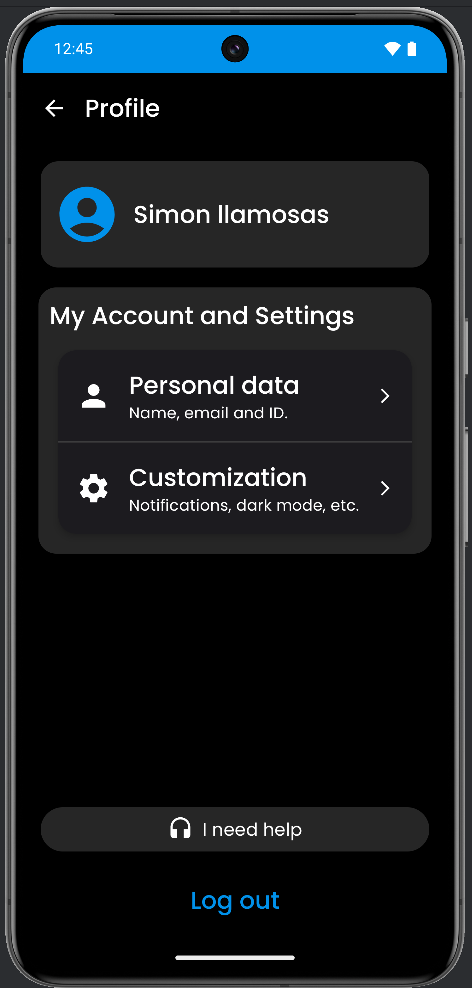 12:45
Profile
Simon llamosas
My Account and Settings
Personal data
Name, email and ID.
Customization
Notifications, dark mode, etc.
I need help
Log out